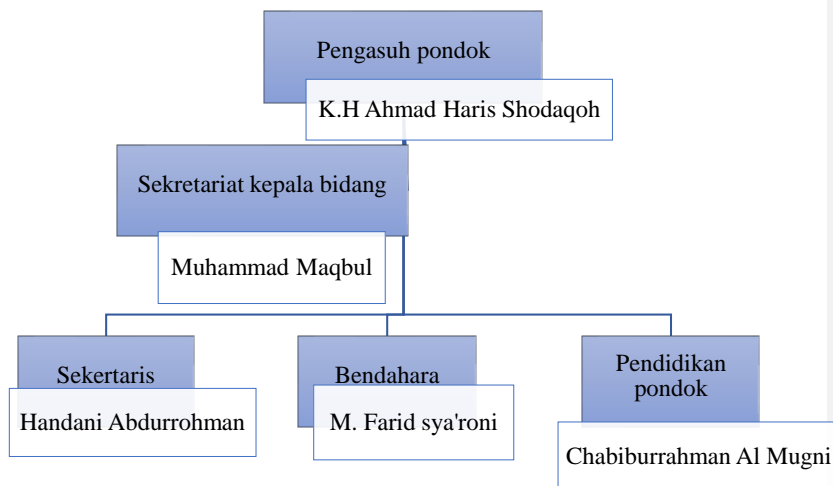 Pengasuh pondok
K.H Ahmad Haris Shodaqoh
Sekretariat kepala bidang
Muhammad Maqbul
Sekertaris
Handani Abdurrohman
Bendahara
M. Farid sya'roni
Pendidikan
pondok
Chabiburrahman Al Mugni